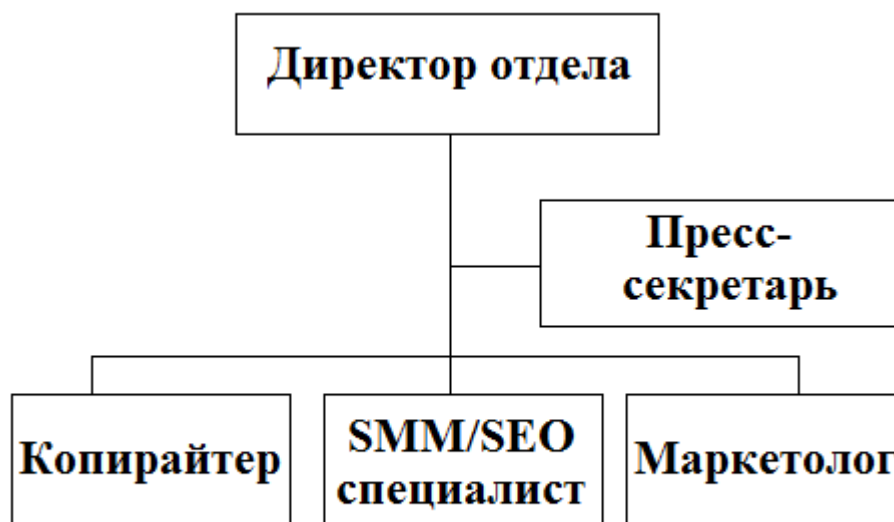 Директор отдела
Пресс-
секретарь
Копирайтер
SMM/SEO
специалист
Маркетолог